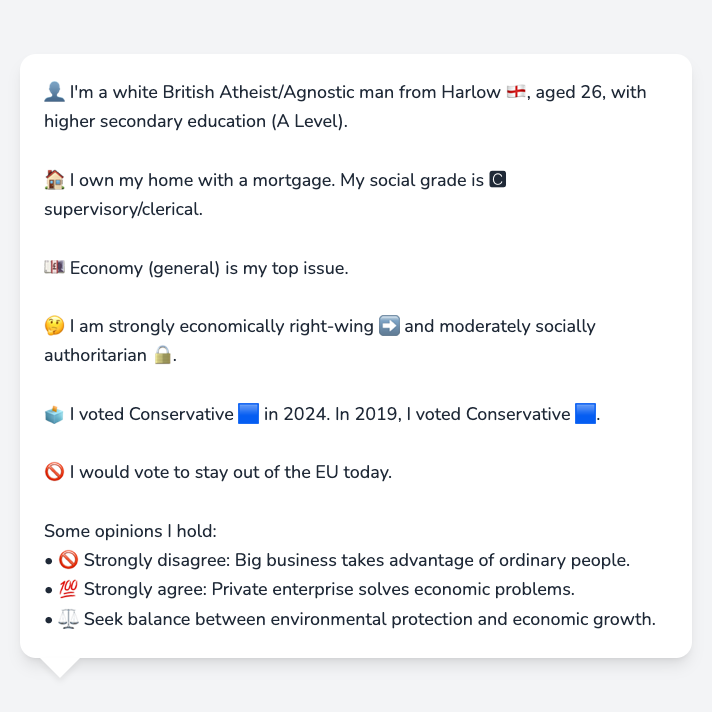 👤 I'm a white British Atheist/Agnostic man from Harlow 🏴󠁧󠁢󠁥󠁮󠁧󠁿, aged 26, with
higher secondary education (A Level).
🏠 I own my home with a mortgage. My social grade is 🅲
supervisory/clerical.
💷 Economy (general) is my top issue.
🤔 I am strongly economically right-wing ➡️ and moderately socially
authoritarian 🔒.
🗳️ I voted Conservative 🟦 in 2024. In 2019, I voted Conservative 🟦.
🚫 I would vote to stay out of the EU today.
Some opinions I hold:
• 🚫 Strongly disagree: Big business takes advantage of ordinary people.
• 💯 Strongly agree: Private enterprise solves economic problems.
• ⚖️ Seek balance between environmental protection and economic growth.